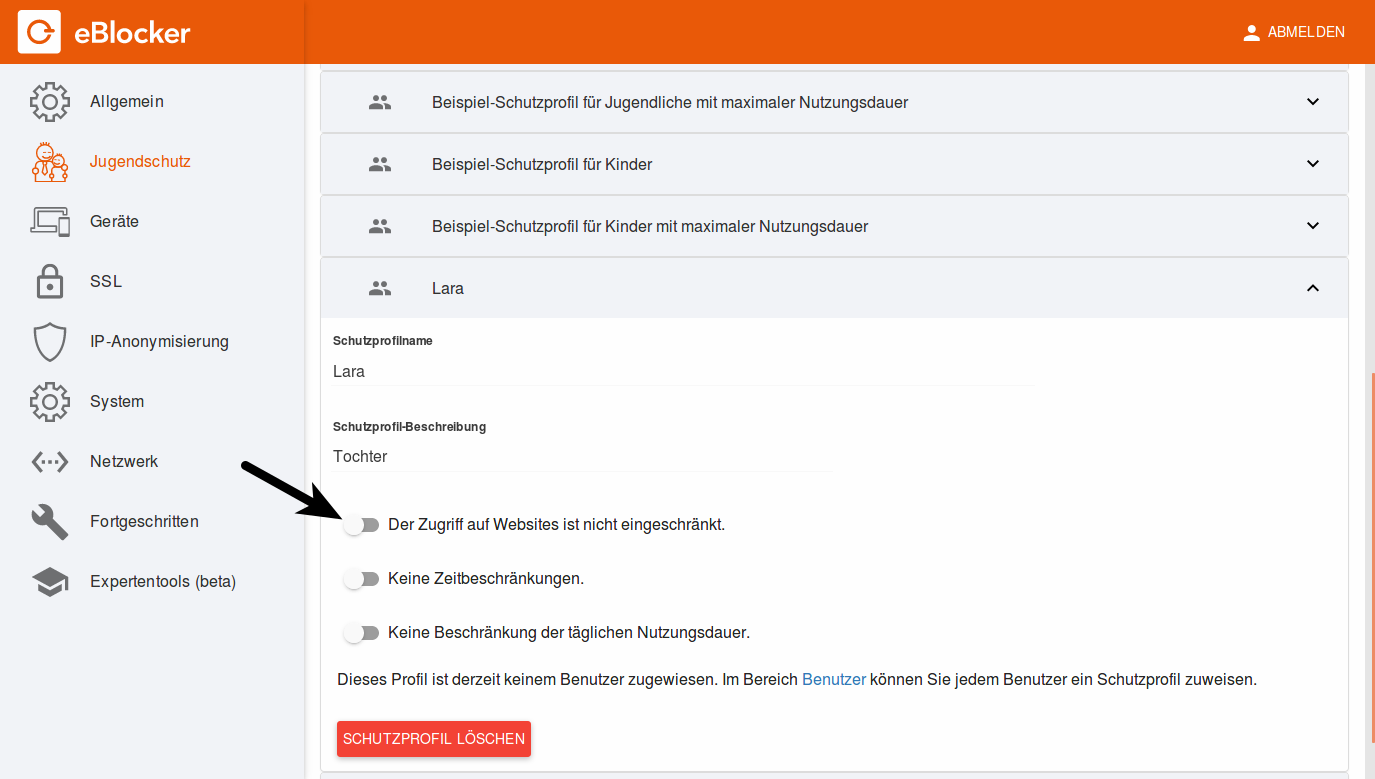 eBlocker
ABMELDEN
Allgemein
Jugendschutz
Geräte
SSL
IP-Anonymisierung
System
Netzwerk
Fortgeschritten
Expertentools (beta)
Beispiel-Schutzprofil für Jugendliche mit maximaler Nutzungsdauer
Beispiel-Schutzprofil für Kinder
Beispiel-Schutzprofil für Kinder mit maximaler Nutzungsdauer
Lara
Schutzprofilname
Lara
Schutzprofil-Beschreibung
Tochter
Der Zugriff auf Websites ist nicht eingeschränkt.
Keine Zeitbeschränkungen.
Keine Beschränkung der täglichen Nutzungsdauer.
Dieses Profil ist derzeit keinem Benutzer zugewiesen. Im Bereich Benutzer können Sie jedem Benutzer ein Schutzprofil zuweisen.
SCHUTZPROFIL LÖSCHEN